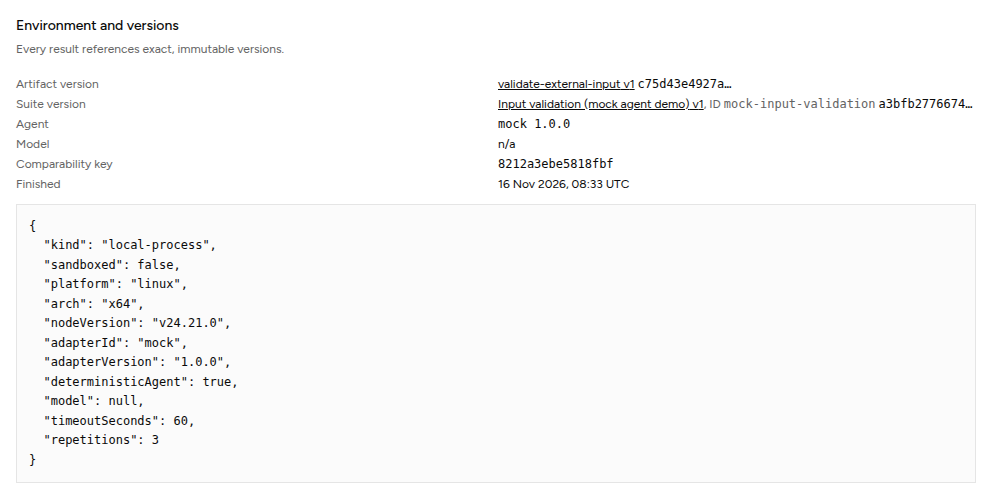 Environment and versions
Every result references exact, immutable versions.
Artifact version validate-external-input v1 c75d43e4927a…
Suite version Input validation (mock agent demo) v1, ID mock-input-validation a3bfb2776674…
Agent mock 1.0.0
Model n/a
Comparability key 8212a3ebe5818fbf
Finished 16 Nov 2026, 08:33 UTC
{
  "kind": "local-process",
  "sandboxed": false,
  "platform": "linux",
  "arch": "x64",
  "nodeVersion": "v24.21.0",
  "adapterId": "mock",
  "adapterVersion": "1.0.0",
  "deterministicAgent": true,
  "model": null,
  "timeoutSeconds": 60,
  "repetitions": 3
}